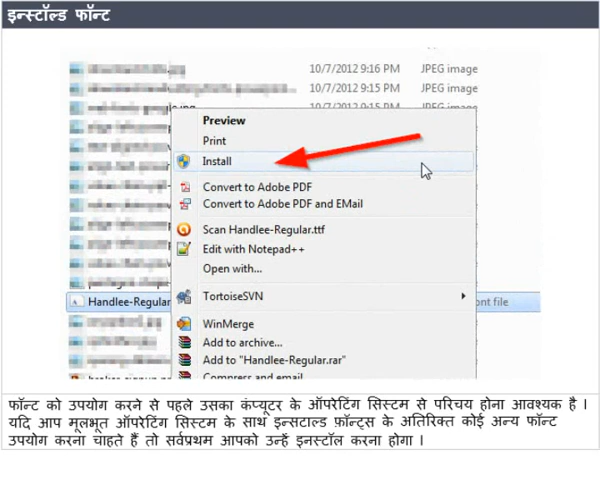 इन्स्टॉल्ड फॉन्ट
10/7/2012 9:16 PM JPEG image
10/7/2012 9:15 PM JPEG image
10/7/2012 9:15 PM JPEG image
Preview
Print
Install
Convert to Adobe PDF
Convert to Adobe PDF and EMail
Scan Handlee-Regular.ttf
Edit with Notepad++
Open with...
Handlee-Regular TortoiseSVN ont file
WinMerge
Add to archive...
Add to "Handlee-Regular.rar"
Compress and email
फॉन्ट को उपयोग करने से पहले उसका कंप्यूटर के ऑपरेटिंग सिस्टम से परिचय होना आवश्यक है ।
यदि आप मूलभूत ऑपरेटिंग सिस्टम के साथ इन्सटाल्ड फ़ॉन्ट्स के अतिरिक्त कोई अन्य फॉन्ट
उपयोग करना चाहते हैं तो सर्वप्रथम आपको उन्हें इनस्टॉल करना होगा ।